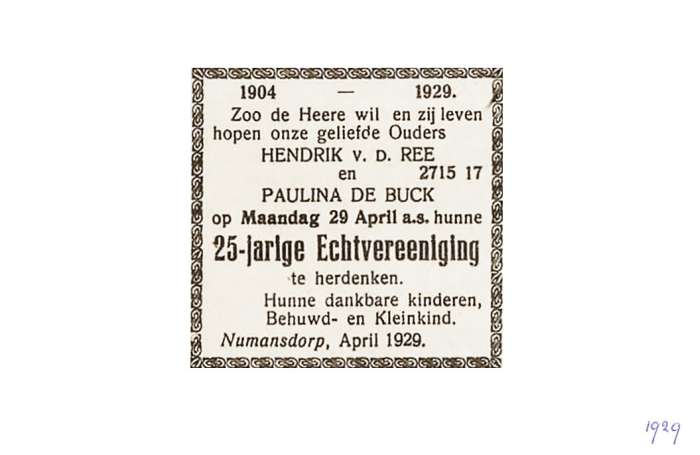 1904 — 1929.
Zoo de Heere wil en zij leven
hopen onze geliefde Ouders
HENDRIK v. D. REE
en 2715 17
PAULINA DE BUCK
op Maandag 29 April a.s. hunne
25-jarige Echtvereeniging
te herdenken.
Hunne dankbare kinderen,
Behuwd- en Kleinkind.
Numansdorp, April 1929.
1929